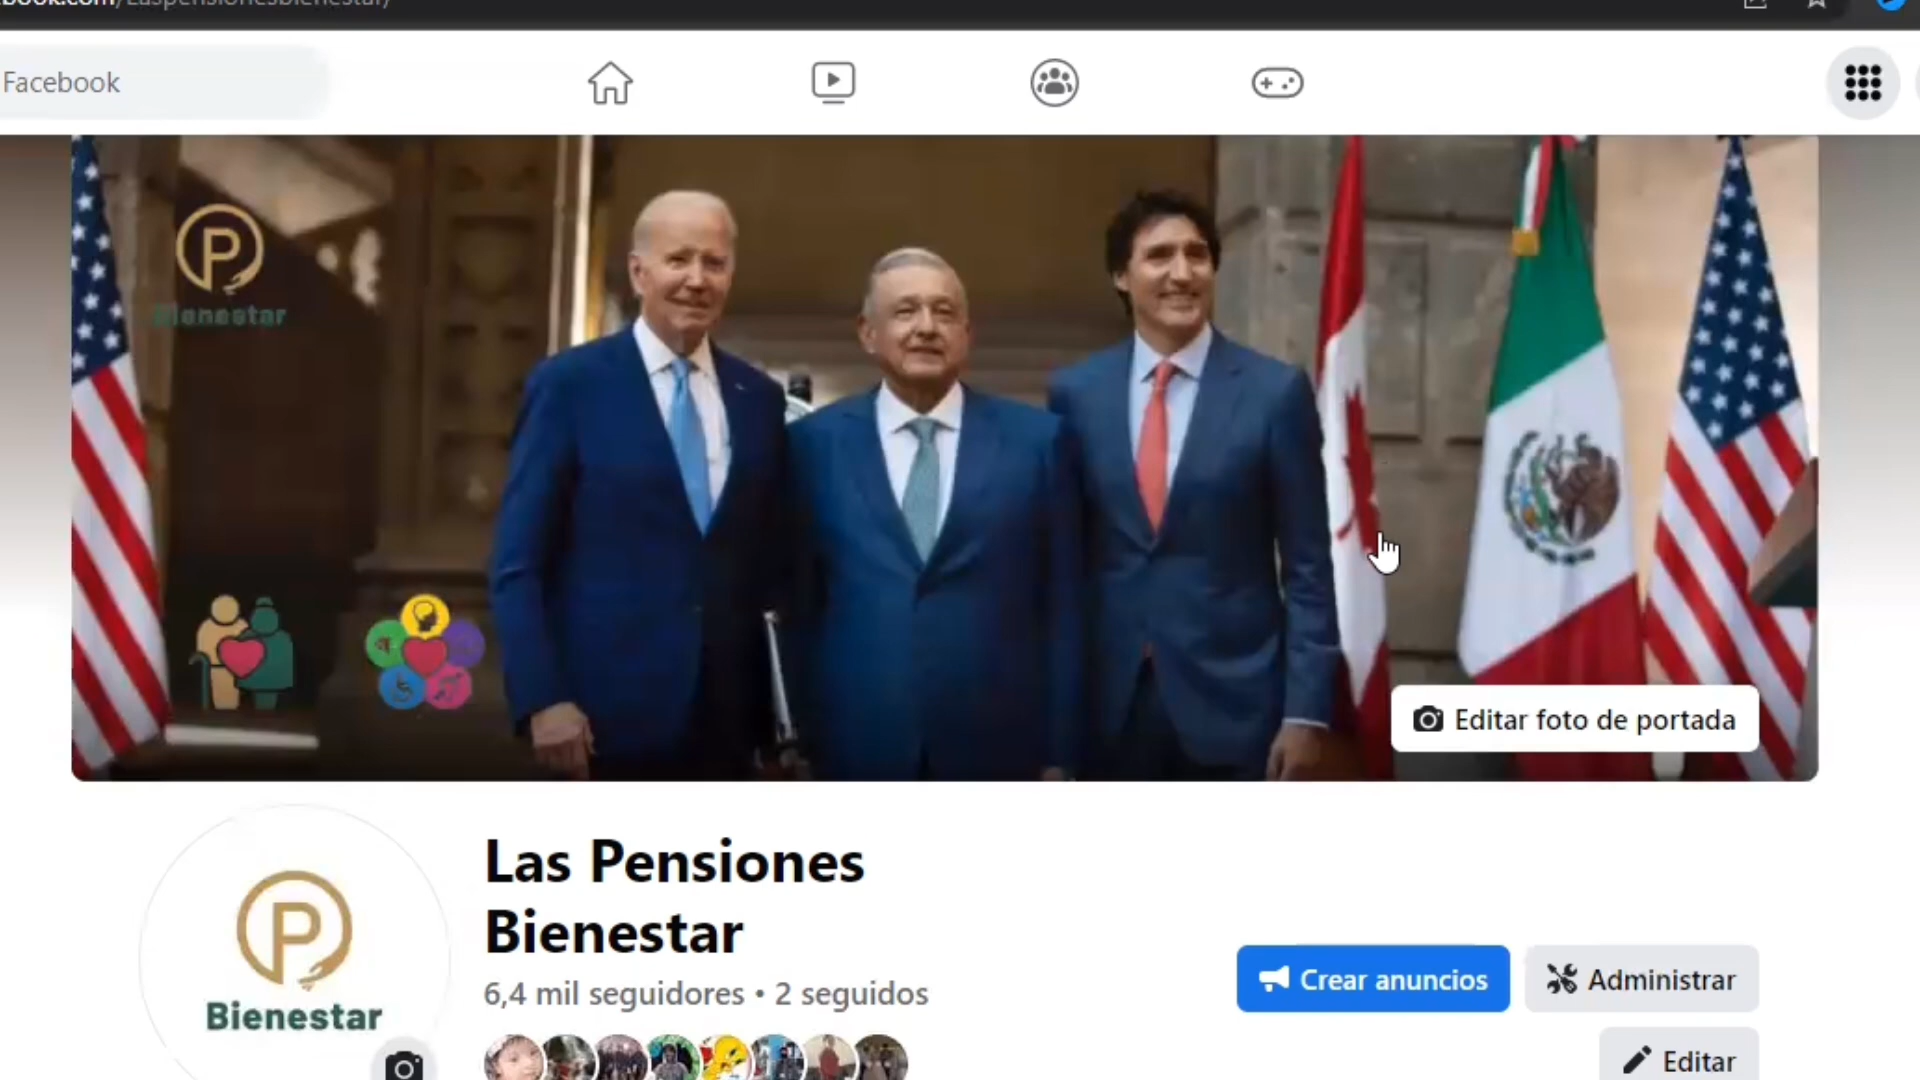 Facebook
P
Bienestar
Editar foto de portada
Las Pensiones
Bienestar
6,4 mil seguidores • 2 seguidos
P
Bienestar
Crear anuncios
Administrar
Editar